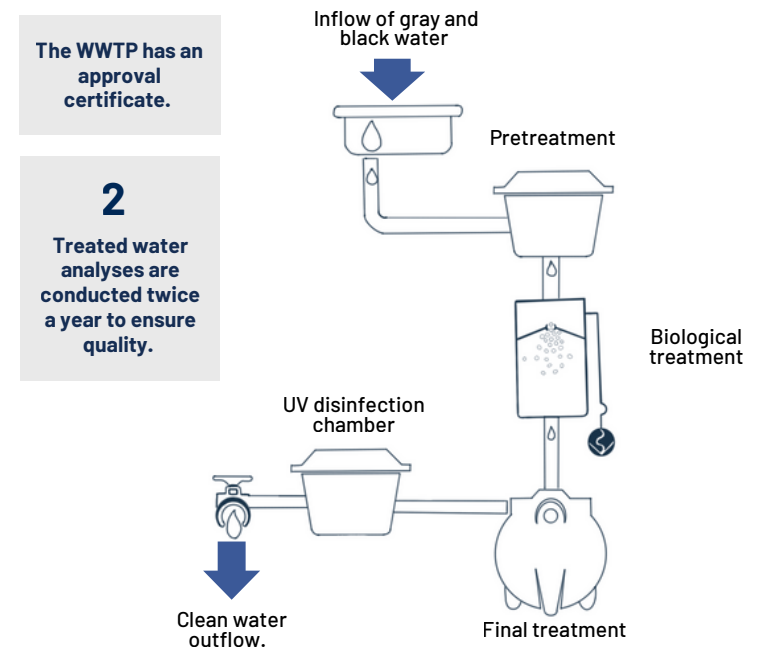 Inflow of gray and
black water
The WWTP has an
approval
certificate.
Pretreatment
2
Treated water
analyses are
conducted twice
a year to ensure
quality.
Biological
treatment
UV disinfection
chamber
Clean water
outflow.
Final treatment